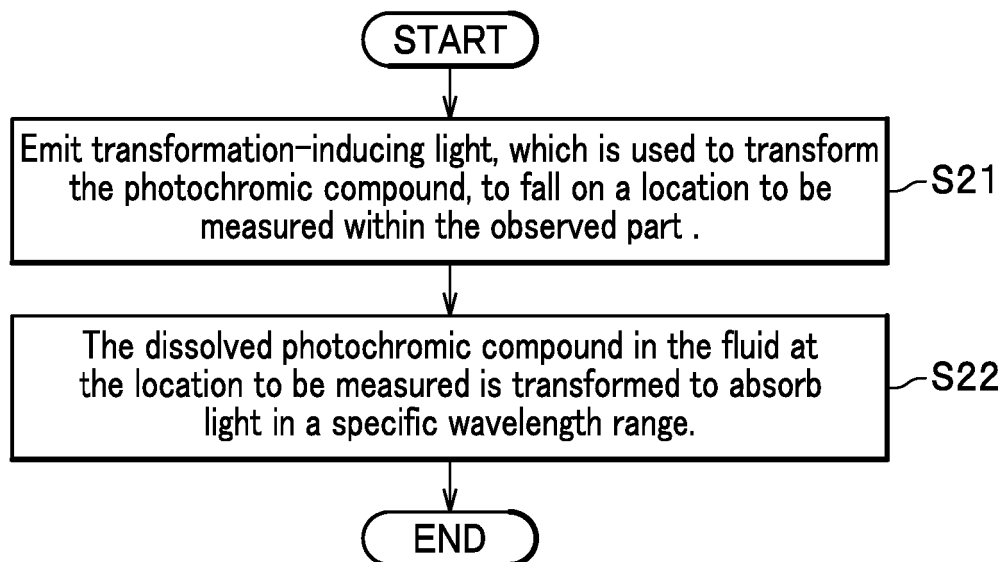 START
Emit transformation-inducing light, which is used to transform
the photochromic compound, to fall on a location to be
measured within the observed part .
S21
The dissolved photochromic compound in the fluid at
the location to be measured is transformed to absorb
light in a specific wavelength range.
S22
END